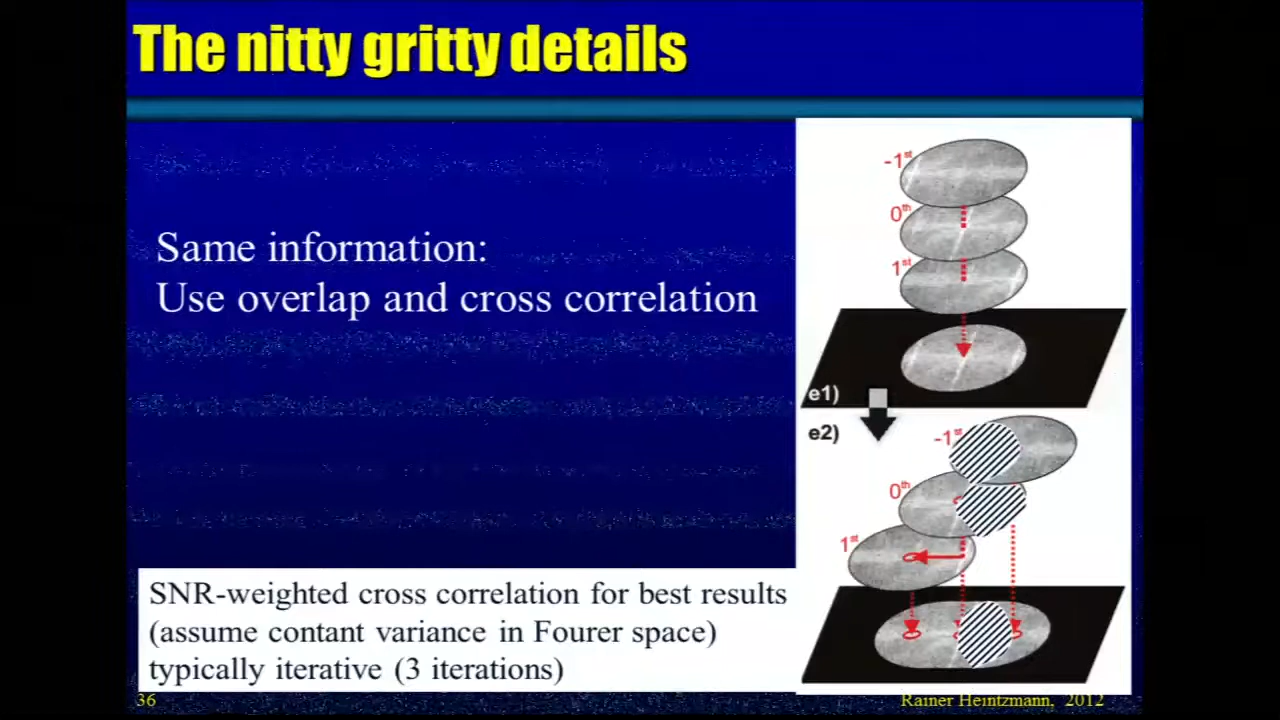 The nitty gritty details
Same information:
Use overlap and cross correlation
-1st
0th
1st
e1)
e2)
-1st
0th
1st
SNR-weighted cross correlation for best results
(assume contant variance in Fourer space)
typically iterative (3 iterations)
36
Rainer Heintzmann, 2012